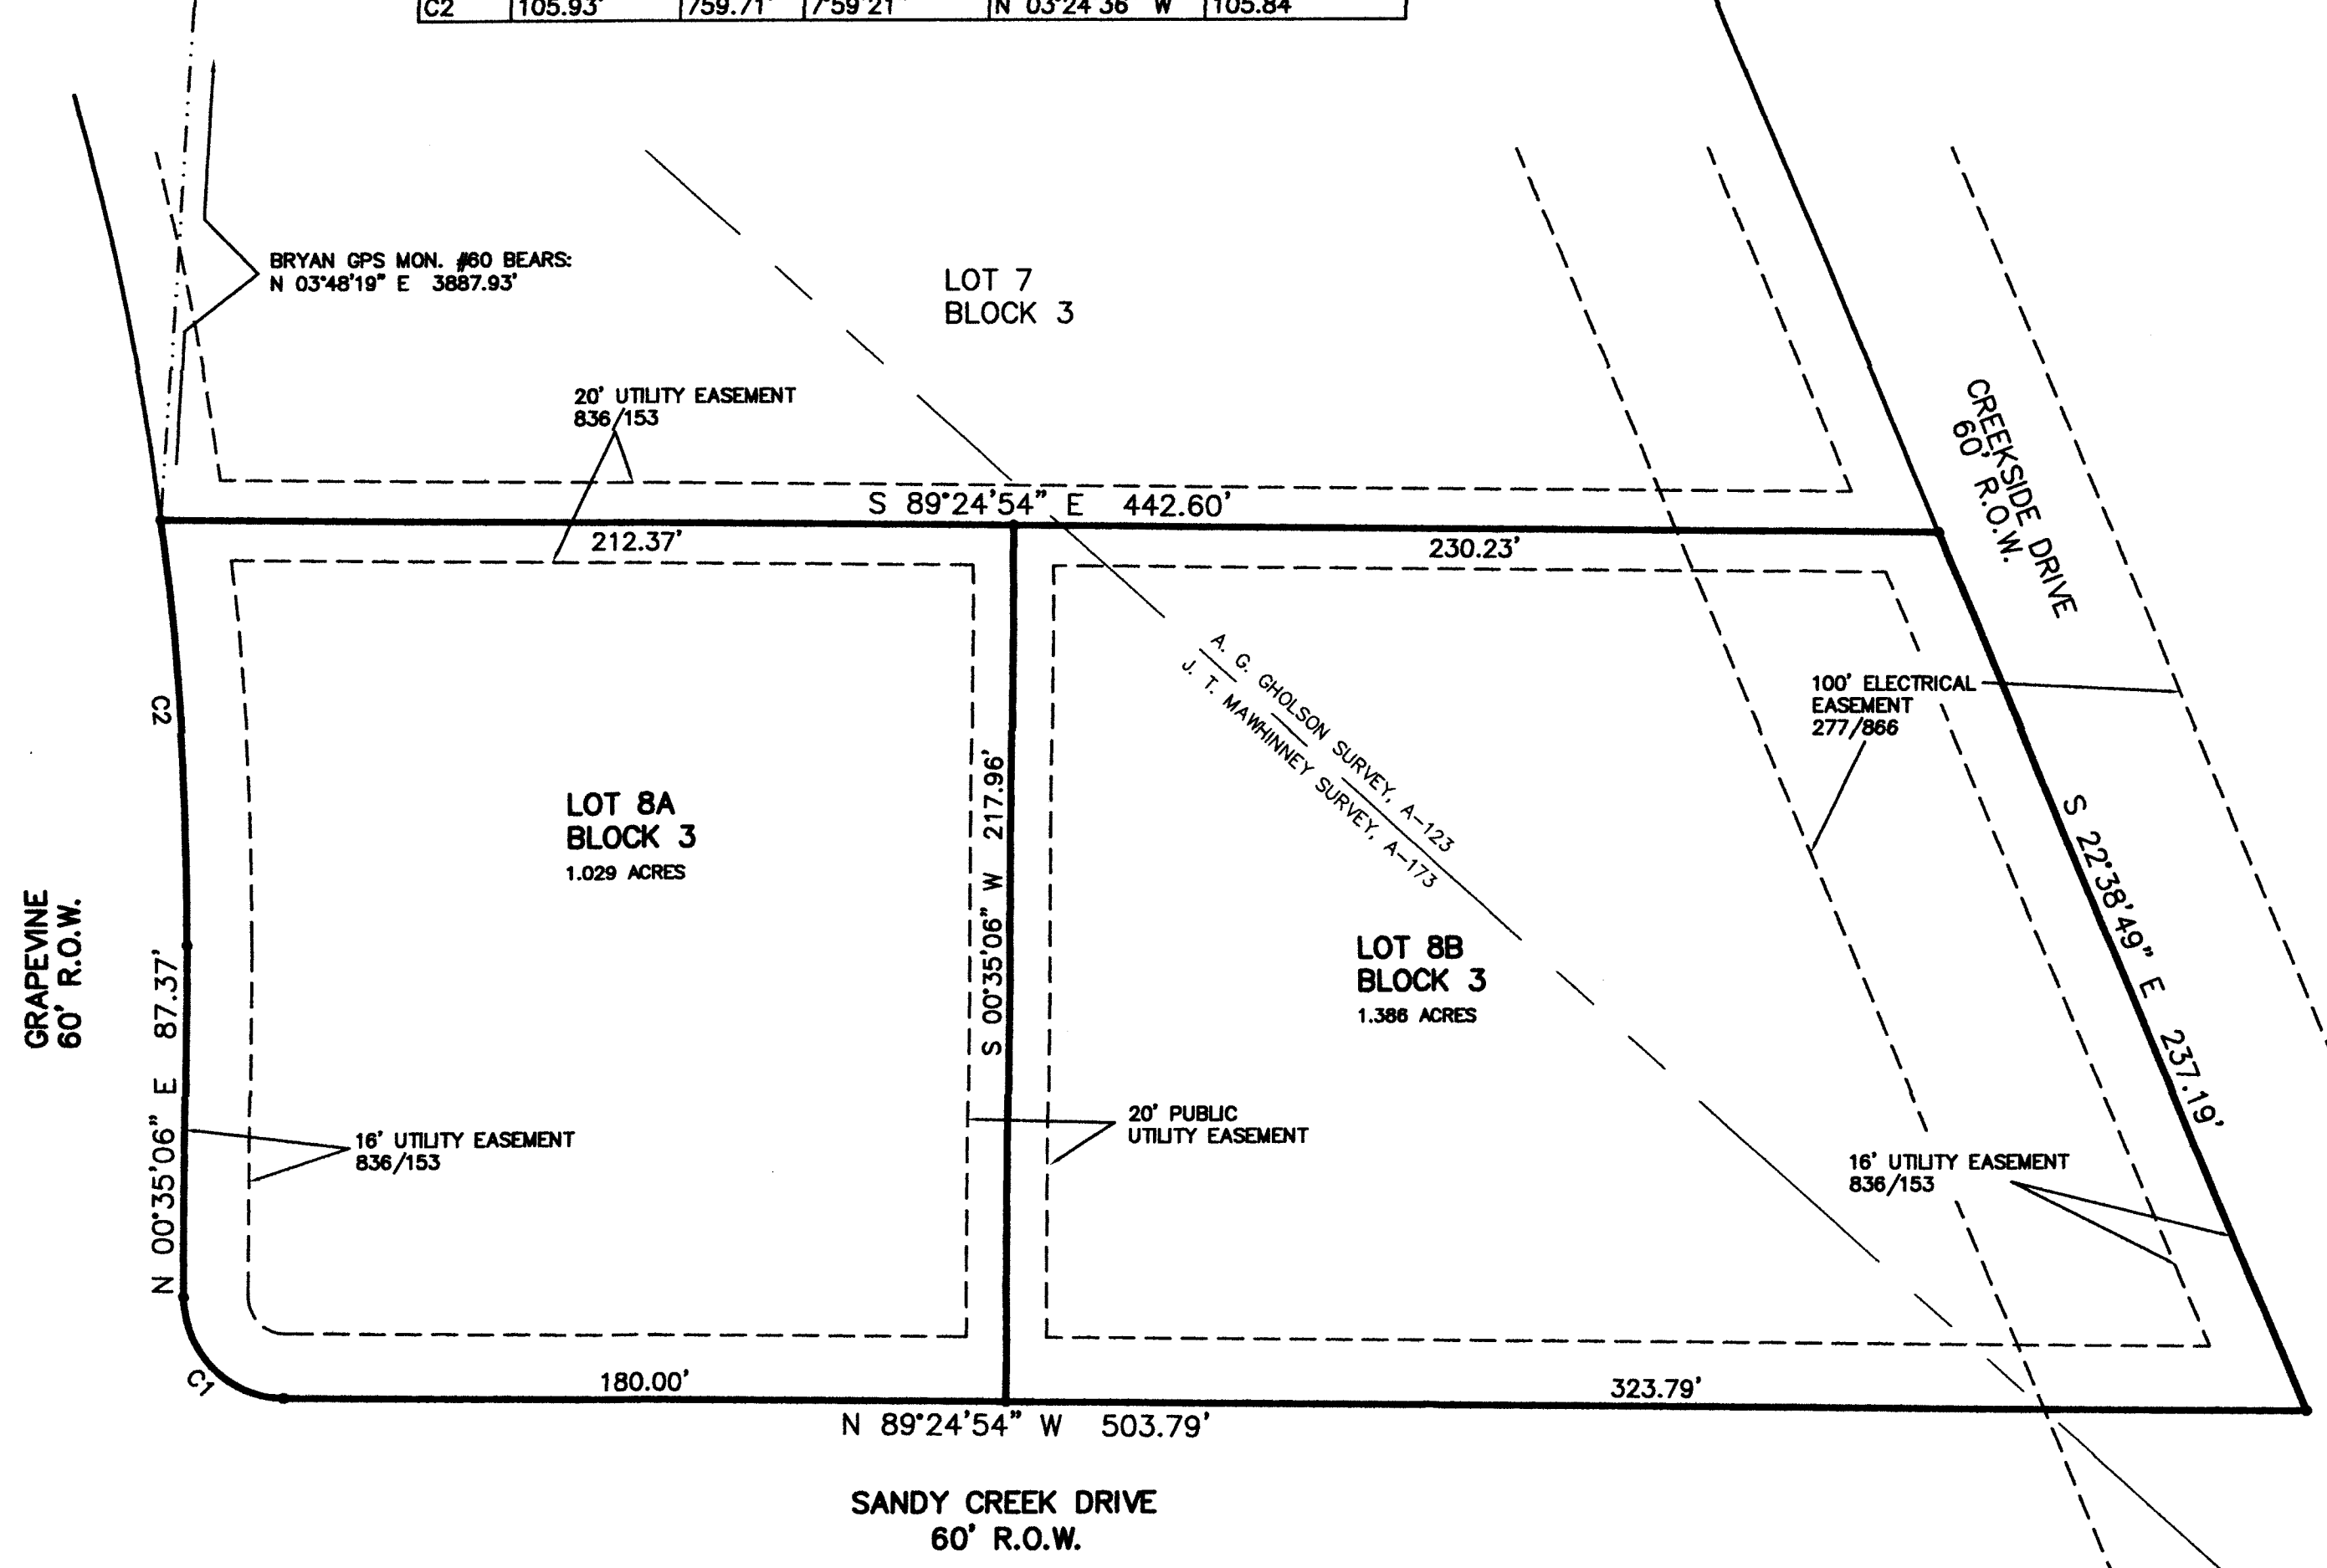 C2 105.93' 759.71' 7°59'21" N 03°24'36" W 105.84'
BRYAN GPS MON. #60 BEARS:
N 03°48'19" E 3887.93'
LOT 7
BLOCK 3
20' UTILITY EASEMENT
836/153
CREEKSIDE DRIVE
60' R.O.W.
S 89°24'54" E 442.60'
212.37'
230.23'
A. G. GHOLSON SURVEY, A-123
J. T. MAWHINNEY SURVEY, A-173
100' ELECTRICAL
EASEMENT
277/866
C2
S 00°35'06" W 217.96'
LOT 8A
BLOCK 3
1.029 ACRES
S 22°38'49" E 237.19'
GRAPEVINE
60' R.O.W.
N 00°35'06" E 87.37'
LOT 8B
BLOCK 3
1.386 ACRES
16' UTILITY EASEMENT
836/153
20' PUBLIC
UTILITY EASEMENT
16' UTILITY EASEMENT
836/153
C1
180.00'
323.79'
N 89°24'54" W 503.79'
SANDY CREEK DRIVE
60' R.O.W.